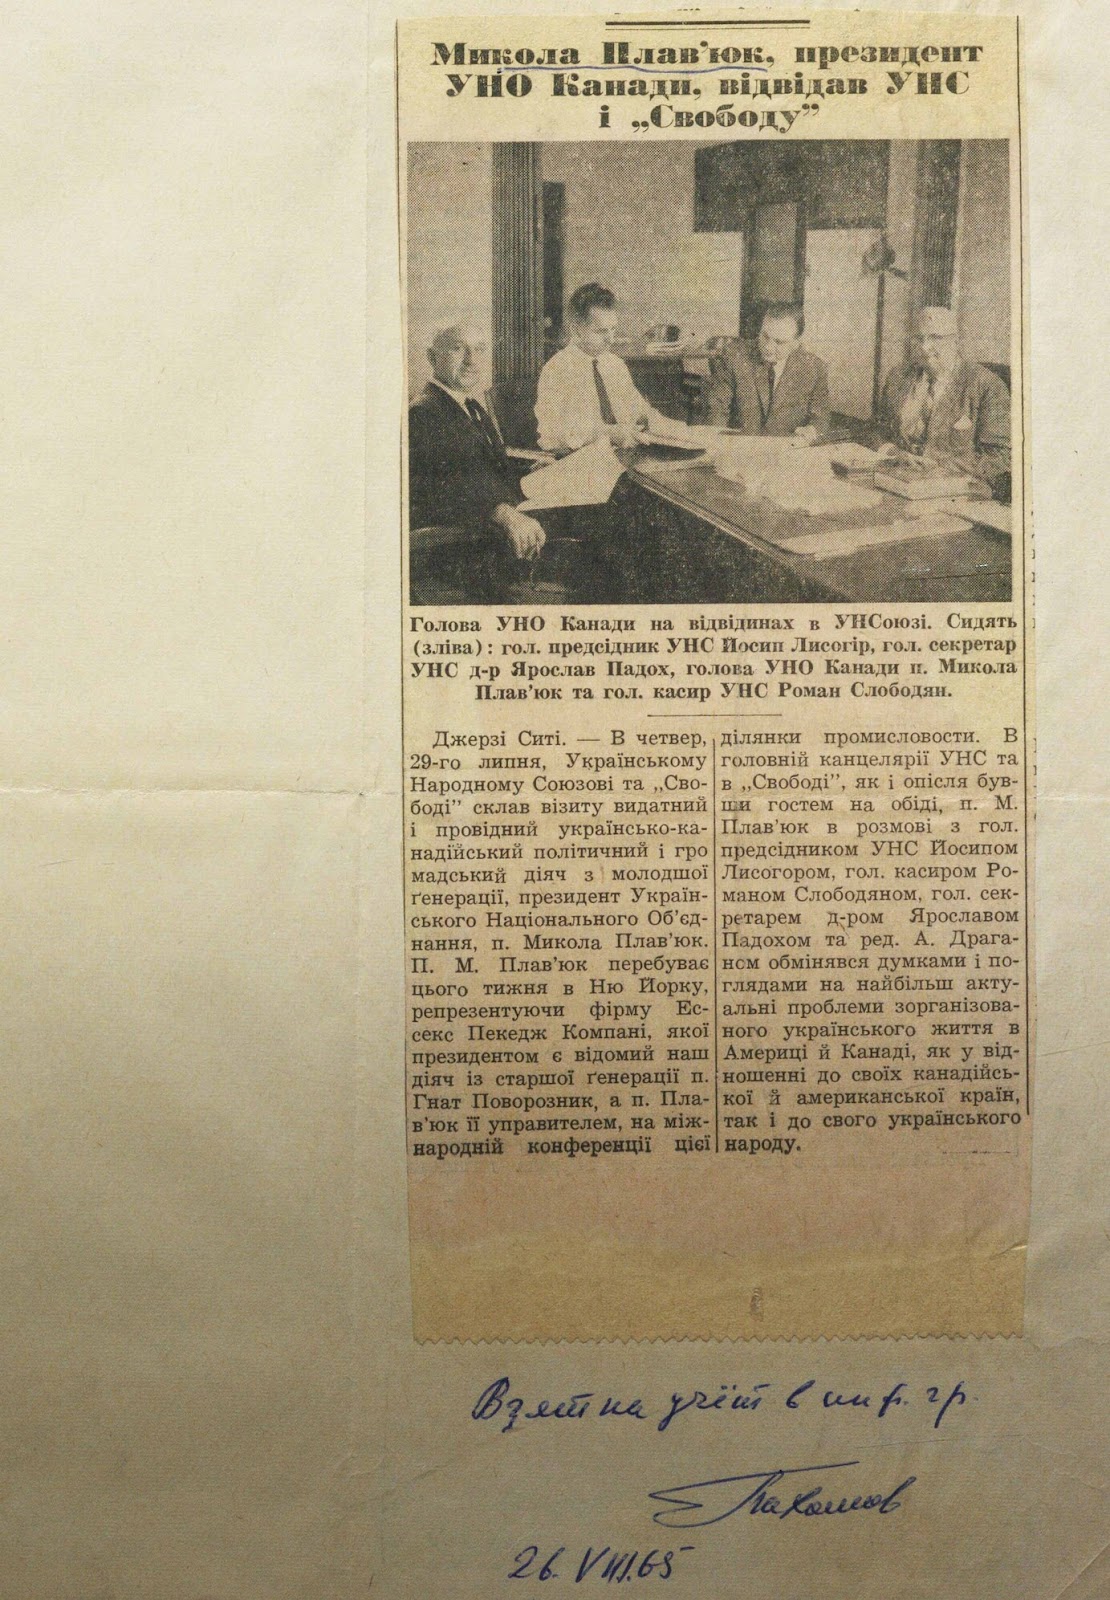 Микола Плав’юк, президент
УНО Канади, відвідав УНС
і „Свободу”
Голова УНО Канади на відвідинах в УНСоюзі. Сидять
(зліва): гол. предсідник УНС Йосип Лисогір, гол. секретар
УНС д-р Ярослав Падох, голова УНО Канади п. Микола
Плав’юк та гол. касир УНС Роман Слободян.
Джерзі Ситі. — В четвер,
29-го липня, Українському
Народному Союзові та „Сво-
боді” склав візиту видатний
і провідний українсько-ка-
надійський політичний і гро
мадський діяч з молодшої
ґенерації, президент Україн-
ського Національного Об’єд-
нання, п. Микола Плав’юк.
П. М. Плав’юк перебуває
цього тижня в Ню Йорку,
репрезентуючи фірму Ес-
секс Пекедж Компані, якої
президентом є відомий наш
діяч із старшої ґенерації п.
Гнат Поворозник, а п. Пла-
в’юк її управителем, на між-
народній конференції цієї
ділянки промисловости. В
головній канцелярії УНС та
в „Свободі”, як і опісля був-
ши гостем на обіді, п. М.
Плав’юк в розмові з гол.
предсідником УНС Йосипом
Лисогором, гол. касиром Ро-
маном Слободяном, гол. сек-
ретарем д-ром Ярославом
Падохом та ред. А. Драга-
ном обмінявся думками і по-
глядами на найбільш акту-
альні проблеми зорганізова-
ного українського життя в
Америці й Канаді, як у від-
ношенні до своїх канадійсь-
кої й американської країн,
так і до свого українського
народу.
Взят на учёт в инф. гр.
Пахомов
26.VIII.65